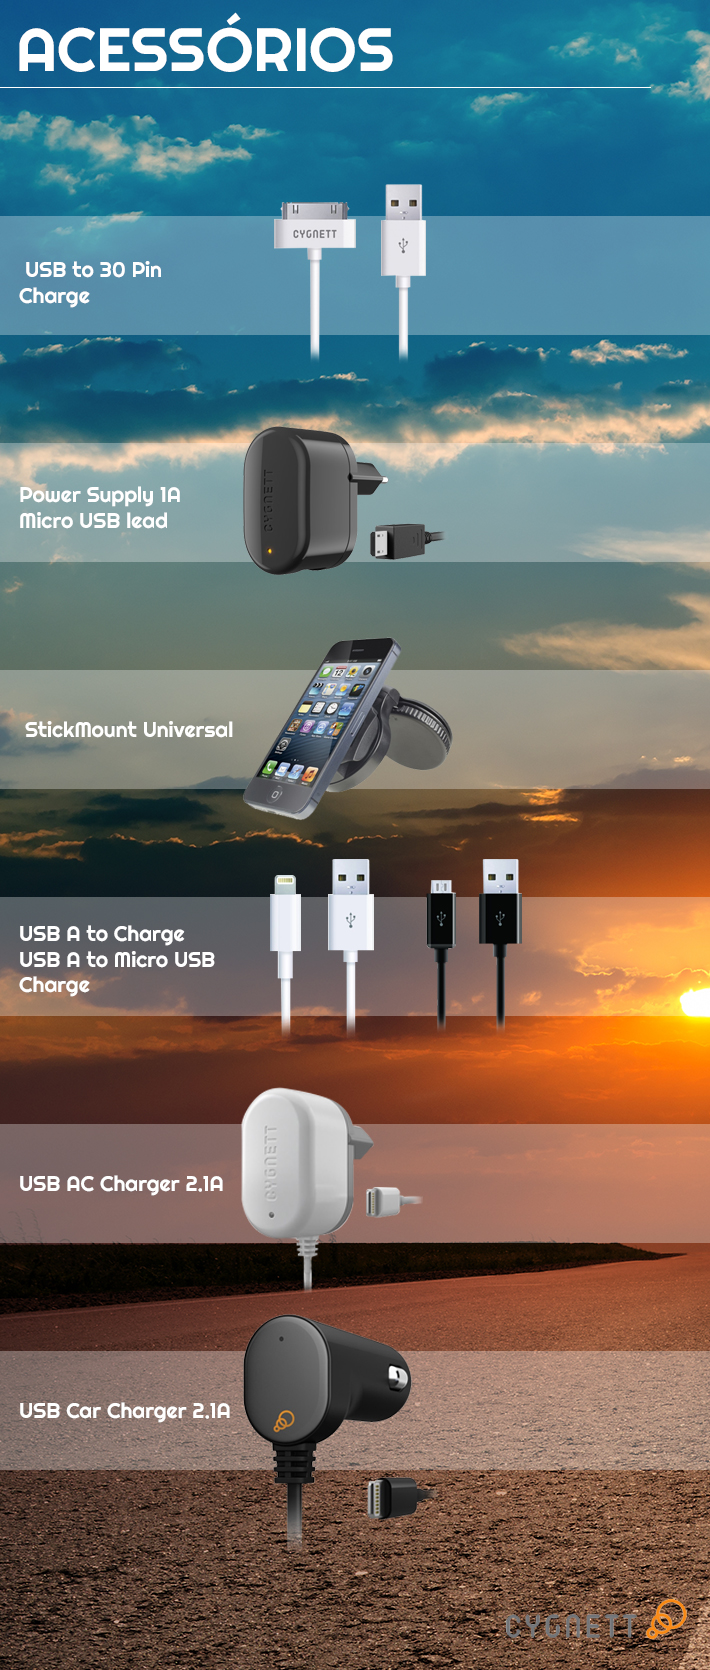 ACESSÓRIOS
CYGNETT
USB to 30 Pin
Charge
CYGNETT
Power Supply 1A
Micro USB lead
StickMount Universal
USB A to Charge
USB A to Micro USB
Charge
CYGNETT
USB AC Charger 2.1A
USB Car Charger 2.1A
CYGNETT